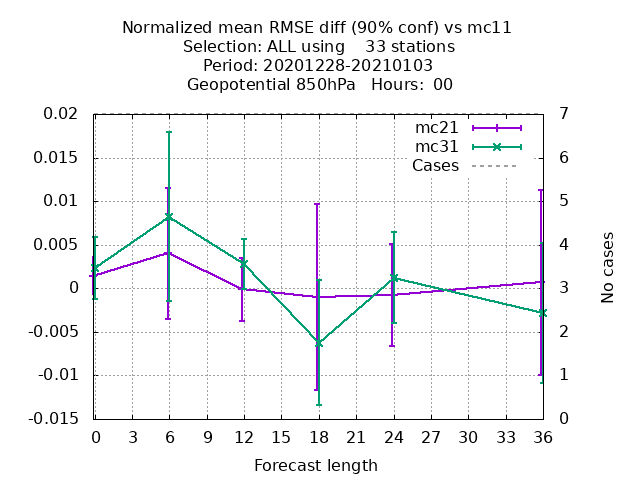 Normalized mean RMSE diff (90% conf) vs mc11
Selection: ALL using    33 stations
Period: 20201228-20210103
Geopotential 850hPa   Hours:  00
0.02
0.015
0.01
0.005
0
-0.005
-0.01
-0.015
7
6
5
4
3
2
1
0
mc21
mc31
Cases
No cases
0 3 6 9 12 15 18 21 24 27 30 33 36
Forecast length